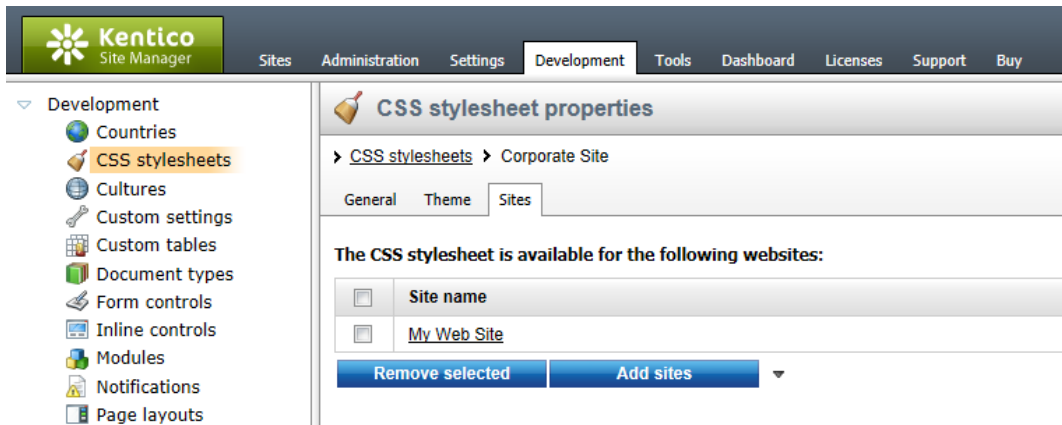 Kentico
Site Manager
Sites Administration Settings Development Tools Dashboard Licenses Support Buy
Development
Countries
CSS stylesheets
Cultures
Custom settings
Custom tables
Document types
Form controls
Inline controls
Modules
Notifications
Page layouts
CSS stylesheet properties
CSS stylesheets Corporate Site
General Theme Sites
The CSS stylesheet is available for the following websites:
Site name
My Web Site
Remove selected Add sites